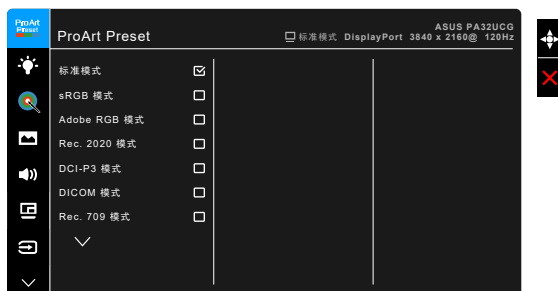 ProArt
Preset
ProArt Preset
ASUS PA32UCG
标准模式 DisplayPort 3840 x 2160@ 120Hz
标准模式
sRGB 模式
Adobe RGB 模式
Rec. 2020 模式
DCI-P3 模式
DICOM 模式
Rec. 709 模式